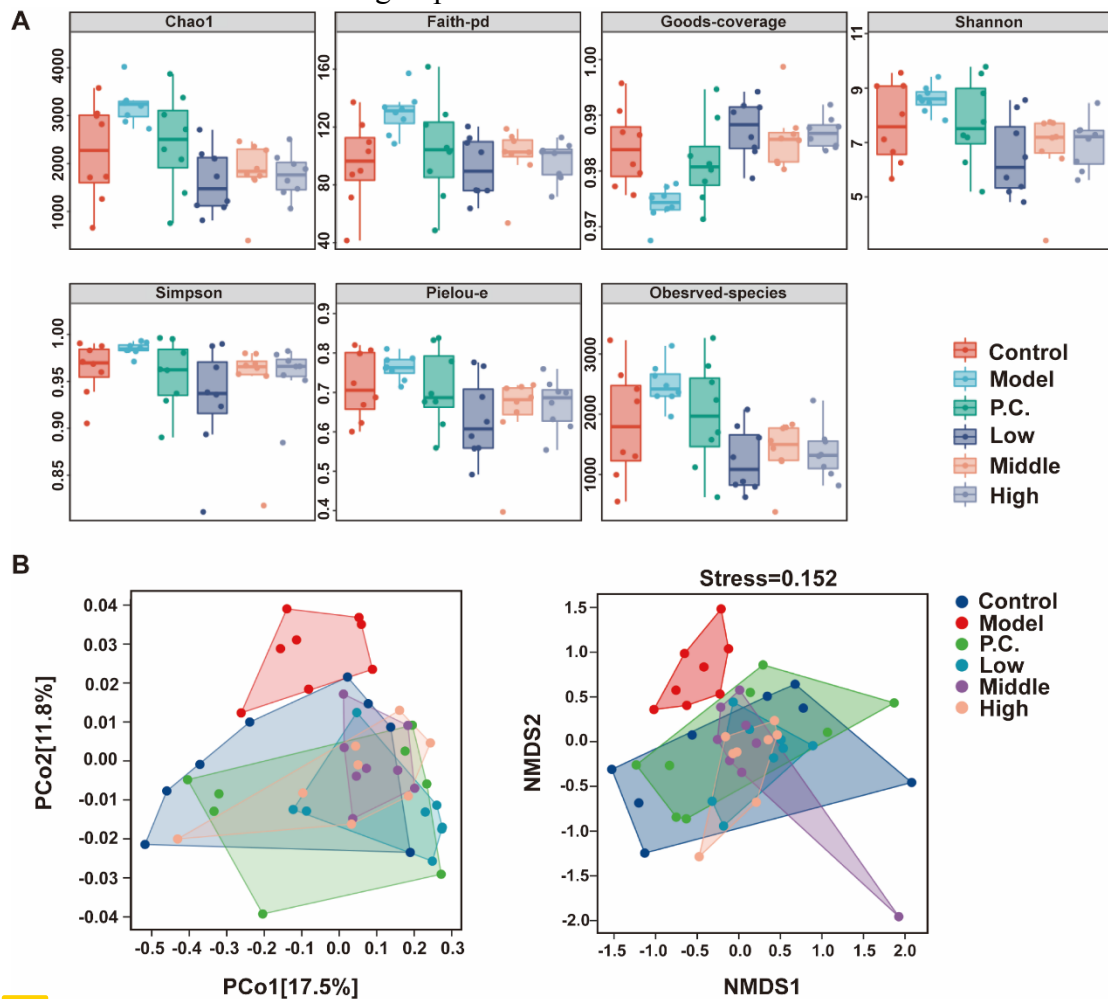 A
Chao1
Faith-pd
Goods-coverage
Shannon
4000
3000
2000
1000
160
120
80
40
1.00
0.99
0.98
0.97
11
9
7
5
Simpson
Pielou-e
Obesrved-species
1.00
0.95
0.90
0.85
0.9
0.8
0.7
0.6
0.5
0.4
3000
2000
1000
Control
Model
P.C.
Low
Middle
High
B
0.04
0.03
0.02
0.01
0.00
-0.01
-0.02
-0.03
-0.04
PCo2[11.8%]
-0.5 -0.4 -0.3 -0.2 -0.1 0.0 0.1 0.2 0.3
PCo1[17.5%]
Stress=0.152
1.5
1.0
0.5
0.0
-0.5
-1.0
-1.5
-2.0
NMDS2
-1.5 -1.0 -0.5 0.0 0.5 1.0 1.5 2.0
NMDS1
Control
Model
P.C.
Low
Middle
High